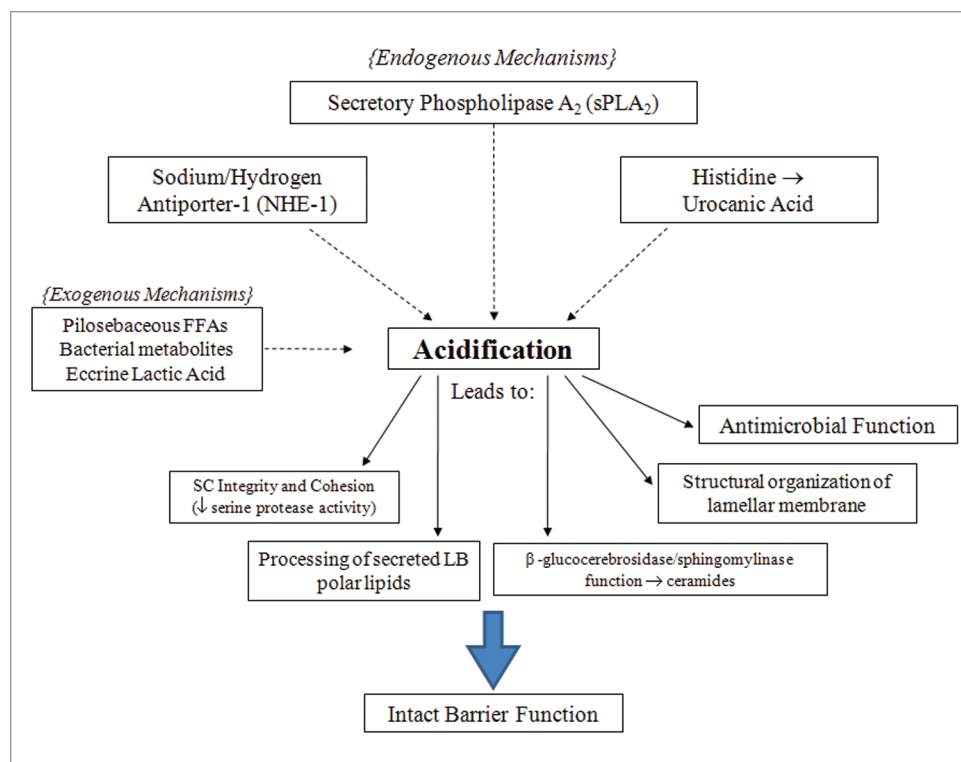 {Endogenous Mechanisms}
Secretory Phospholipase A₂ (sPLA₂)
Sodium/Hydrogen
Antiporter-1 (NHE-1)
Histidine →
Urocanic Acid
{Exogenous Mechanisms}
Pilosebaceous FFAs
Bacterial metabolites
Eccrine Lactic Acid
Acidification
Leads to:
Antimicrobial Function
SC Integrity and Cohesion
(↓ serine protease activity)
Structural organization of
lamellar membrane
Processing of secreted LB
polar lipids
β-glucocerebrosidase/sphingomylinase
function → ceramides
Intact Barrier Function